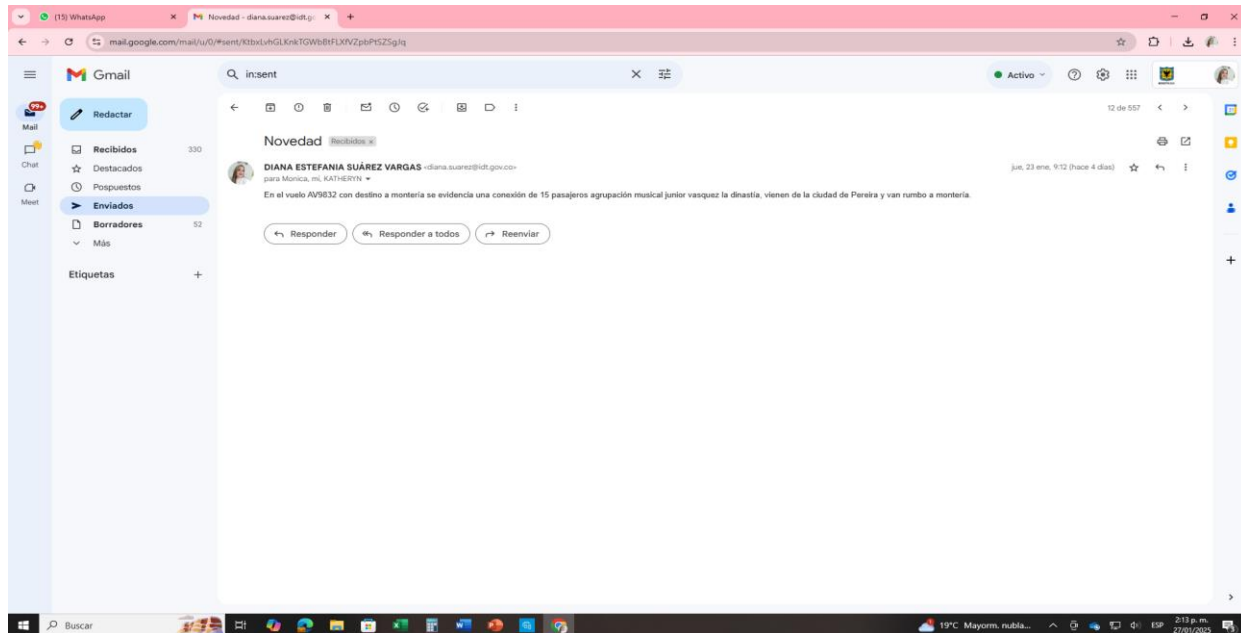 (15) WhatsApp
Novedad - diana.suarez@idt.go
mail.google.com/mail/u/0/#sent/KtbxLvhGLKnkTGWbBtFLXfVZpbPtSZSgJq
Gmail
in:sent
Activo
99+
Mail
Redactar
12 de 557
Novedad
Recibidos x
Chat
Recibidos 330
DIANA ESTEFANIA SUÁREZ VARGAS <diana.suarez@idt.gov.co>
jue, 23 ene, 9:12 (hace 4 días)
Destacados
para Monica, mí, KATHERYN
Pospuestos
En el vuelo AV9832 con destino a montería se evidencia una conexión de 15 pasajeros agrupación musical junior vasquez la dinastía, vienen de la ciudad de Pereira y van rumbo a montería.
Meet
Enviados
Borradores 52
Más
Responder
Responder a todos
Reenviar
Etiquetas
Buscar
19°C Mayorm. nubla...
ESP
2:13 p. m.
27/01/2025